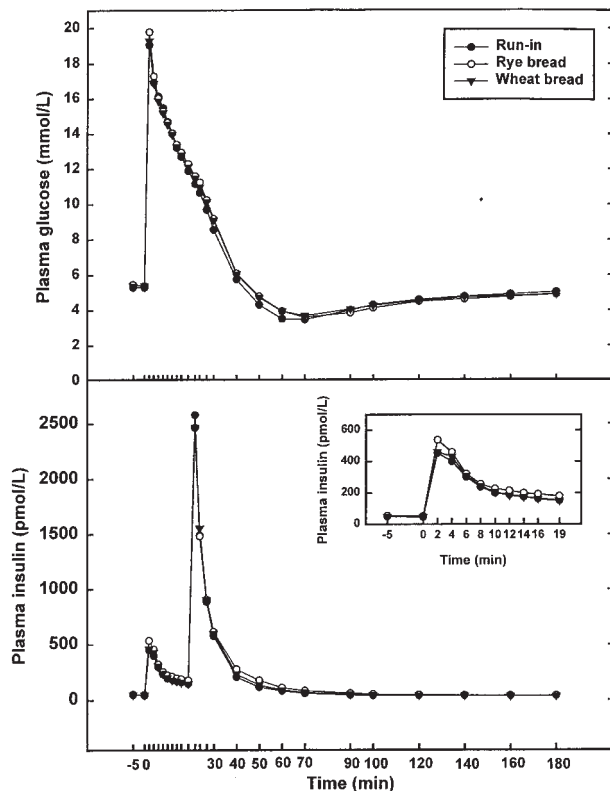 20
18
16
14
12
10
8
6
4
2
0
Plasma glucose (mmol/L)
Run-in
Rye bread
Wheat bread
2500
2000
1500
1000
500
0
Plasma insulin (pmol/L)
600
400
200
0
Plasma insulin (pmol/L)
-5 0 2 4 6 8 10 12 14 16 19
Time (min)
-5 0 30 40 50 60 70 90 100 120 140 160 180
Time (min)